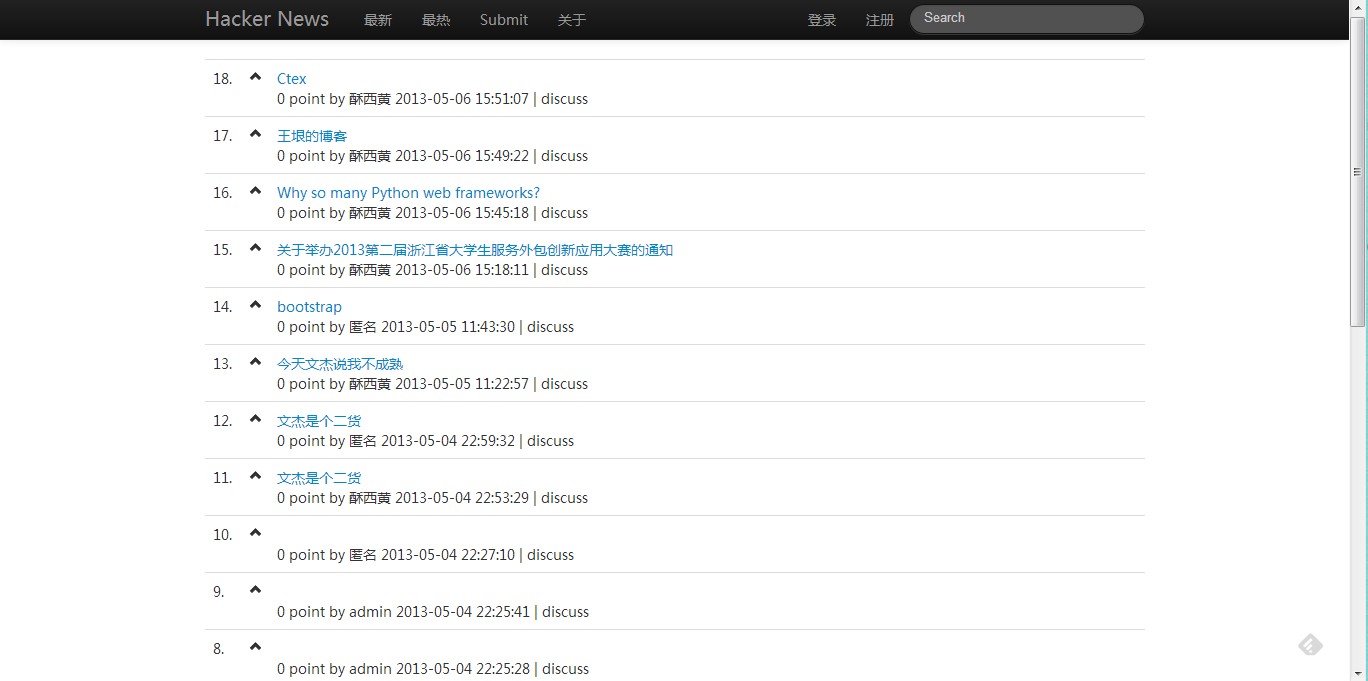 Hacker News 最新 最热 Submit 关于 登录 注册 Search
18. Ctex
0 point by 酥西黄 2013-05-06 15:51:07 | discuss
17. 王垠的博客
0 point by 酥西黄 2013-05-06 15:49:22 | discuss
16. Why so many Python web frameworks?
0 point by 酥西黄 2013-05-06 15:45:18 | discuss
15. 关于举办2013第二届浙江省大学生服务外包创新应用大赛的通知
0 point by 酥西黄 2013-05-06 15:18:11 | discuss
14. bootstrap
0 point by 匿名 2013-05-05 11:43:30 | discuss
13. 今天文杰说我不成熟
0 point by 酥西黄 2013-05-05 11:22:57 | discuss
12. 文杰是个二货
0 point by 匿名 2013-05-04 22:59:32 | discuss
11. 文杰是个二货
0 point by 酥西黄 2013-05-04 22:53:29 | discuss
10.
0 point by 匿名 2013-05-04 22:27:10 | discuss
9.
0 point by admin 2013-05-04 22:25:41 | discuss
8.
0 point by admin 2013-05-04 22:25:28 | discuss